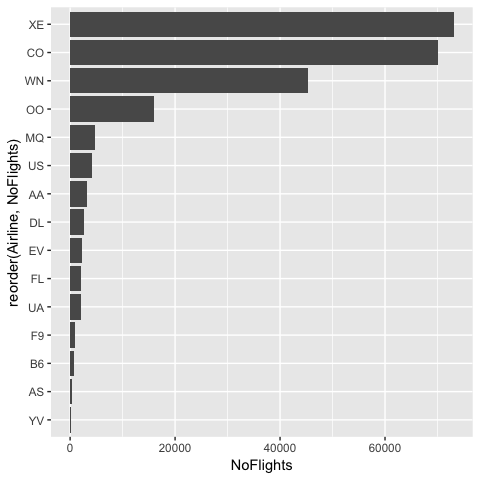 XE
CO
WN
OO
MQ
US
AA
DL
EV
FL
UA
F9
B6
AS
YV
reorder(Airline, NoFlights)
0 20000 40000 60000
NoFlights